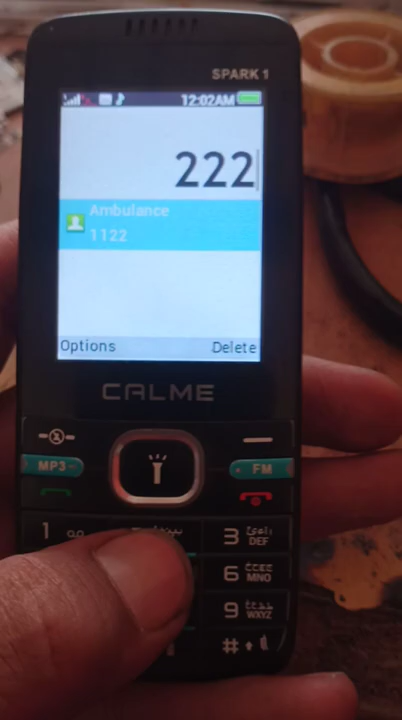 SPARK 1
12:02AM
222
Ambulance
1122
Options Delete
CALME
MP3 FM
1 3 DEF
6 MNO
9 WXYZ
#